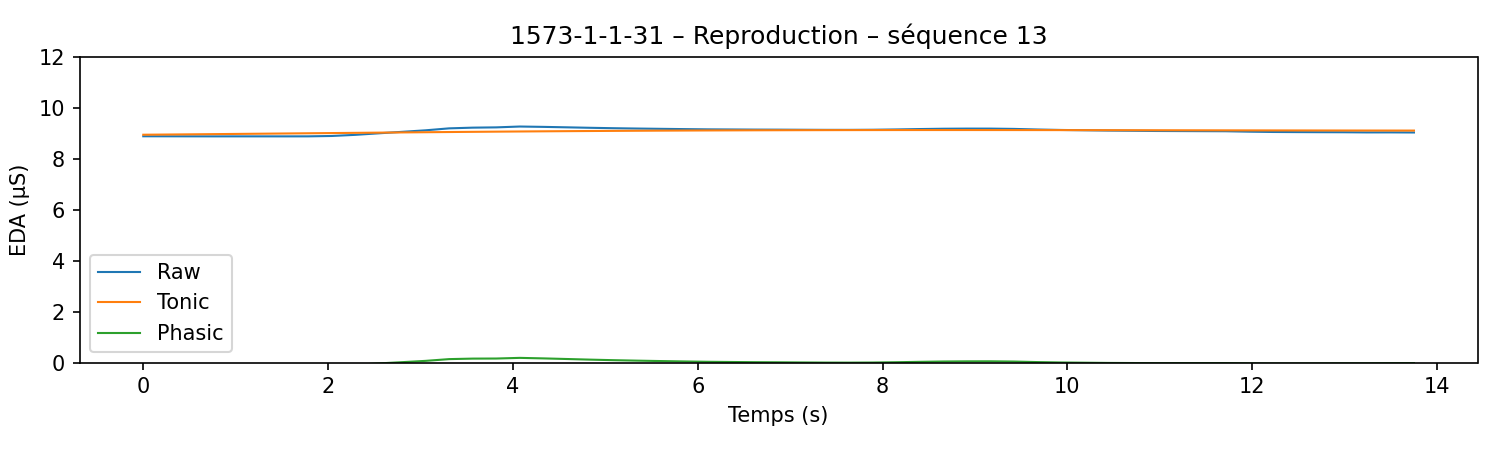 1573-1-1-31 – Reproduction – séquence 13
12
10
8
6
4
2
0
EDA (µS)
Raw
Tonic
Phasic
0 2 4 6 8 10 12 14
Temps (s)